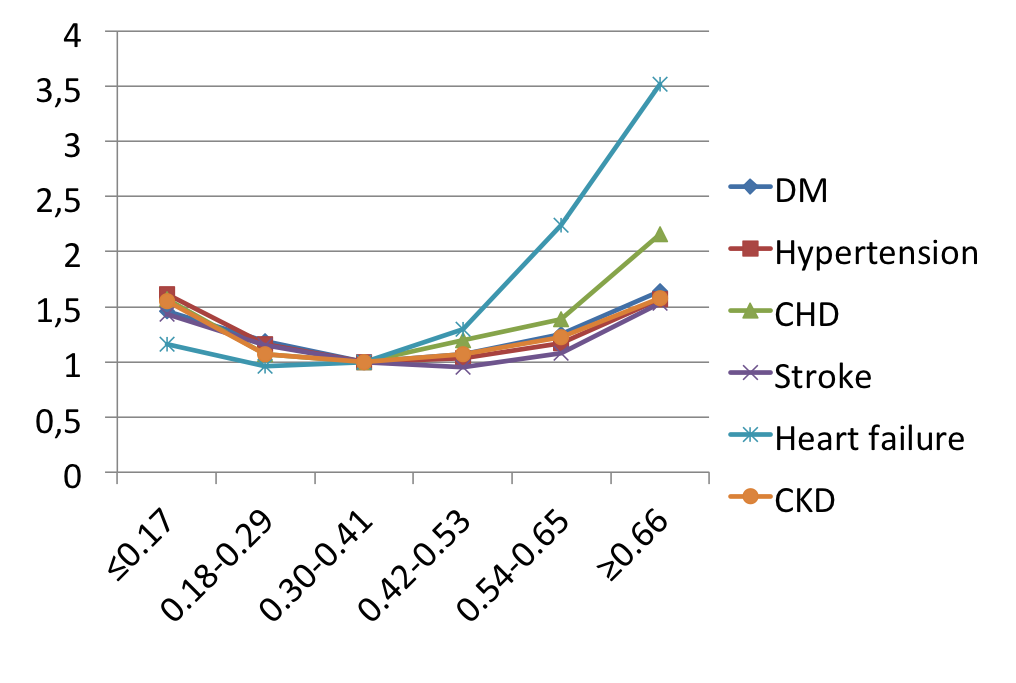 4
3,5
3
2,5
2
1,5
1
0,5
0
≤0.17
0.18-0.29
0.30-0.41
0.42-0.53
0.54-0.65
≥0.66
DM
Hypertension
CHD
Stroke
Heart failure
CKD